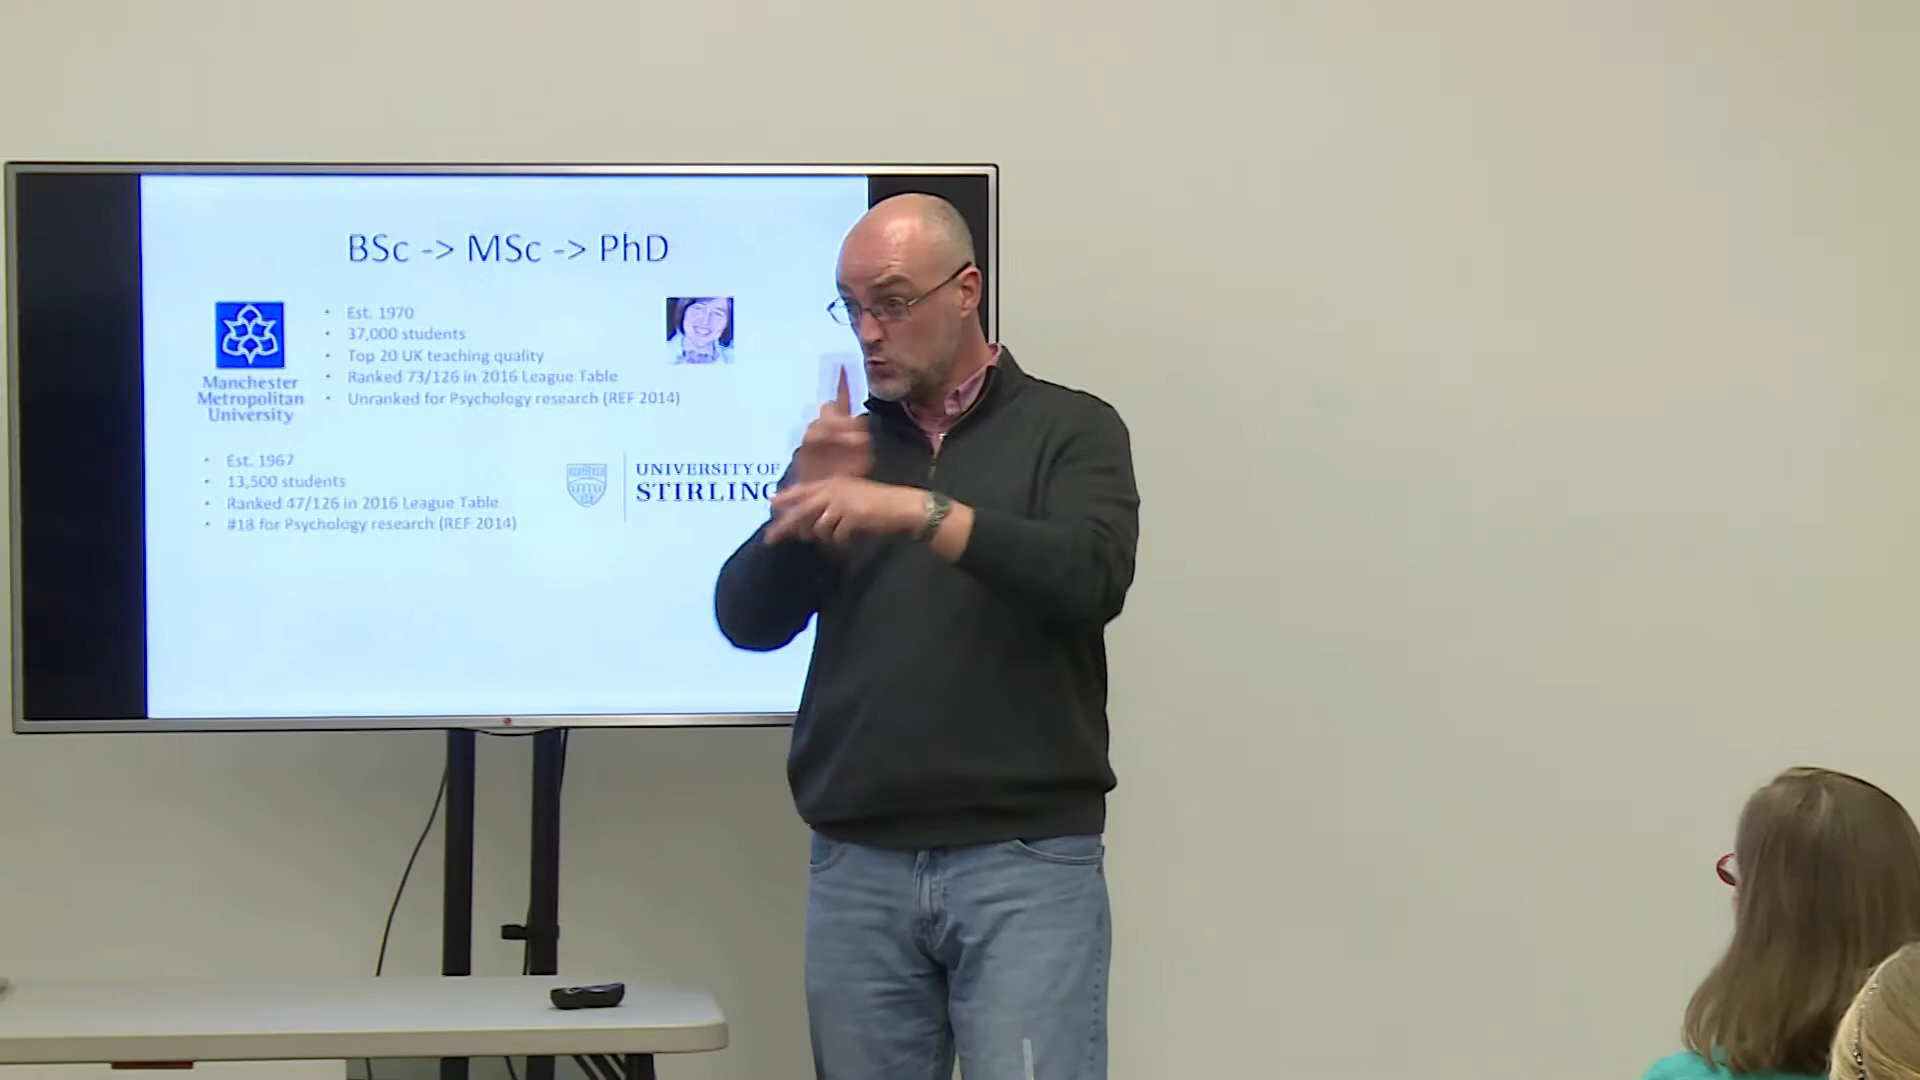 BSc -> MSc -> PhD
Manchester
Metropolitan
University
• Est. 1970
• 37,000 students
• Top 20 UK teaching quality
• Ranked 73/126 in 2016 League Table
• Unranked for Psychology research (REF 2014)
• Est. 1967
• 13,500 students
• Ranked 47/126 in 2016 League Table
• #18 for Psychology research (REF 2014)
UNIVERSITY OF
STIRLING